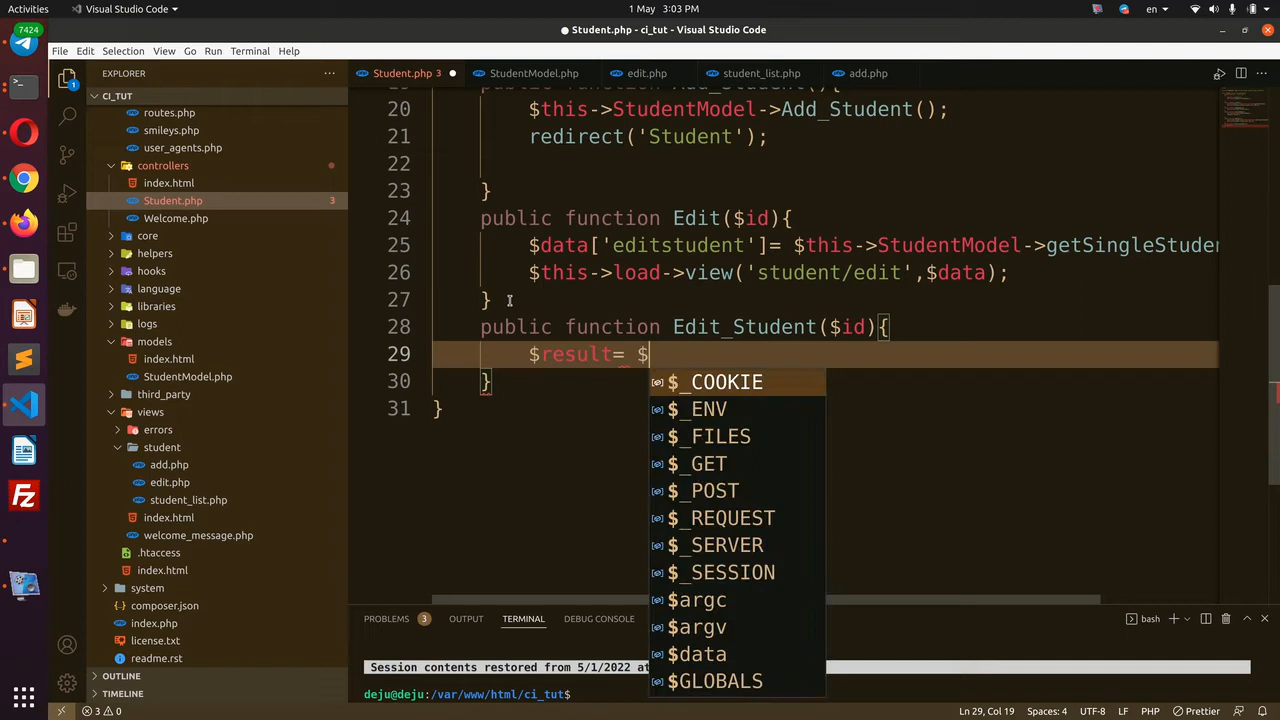 Activities
Visual Studio Code
1 May 3:03 PM
en
7424
Student.php - ci_tut - Visual Studio Code
File Edit Selection View Go Run Terminal Help
EXPLORER
Student.php 3
StudentModel.php
edit.php
student_list.php
add.php
CI_TUT
routes.php
smileys.php
user_agents.php
controllers
index.html
Student.php 3
Welcome.php
core
helpers
hooks
language
libraries
logs
models
index.html
StudentModel.php
third_party
views
errors
student
add.php
edit.php
student_list.php
index.html
welcome_message.php
.htaccess
index.html
system
composer.json
index.php
license.txt
readme.rst
OUTLINE
TIMELINE
19 public function Add_Student(){
20 $this->StudentModel->Add_Student();
21 redirect('Student');
22
23 }
24 public function Edit($id){
25 $data['editstudent']= $this->StudentModel->getSingleStuden
26 $this->load->view('student/edit',$data);
27 }
28 public function Edit_Student($id){
29 $result= $
30 }
31 }
$_COOKIE
$_ENV
$_FILES
$_GET
$_POST
$_REQUEST
$_SERVER
$_SESSION
$argc
$argv
$data
$GLOBALS
PROBLEMS 3 OUTPUT TERMINAL DEBUG CONSOLE
bash
Session contents restored from 5/1/2022 at
deju@deju:/var/www/html/ci_tut$
3 0
Ln 29, Col 19
Spaces: 4
UTF-8
LF
PHP
Prettier